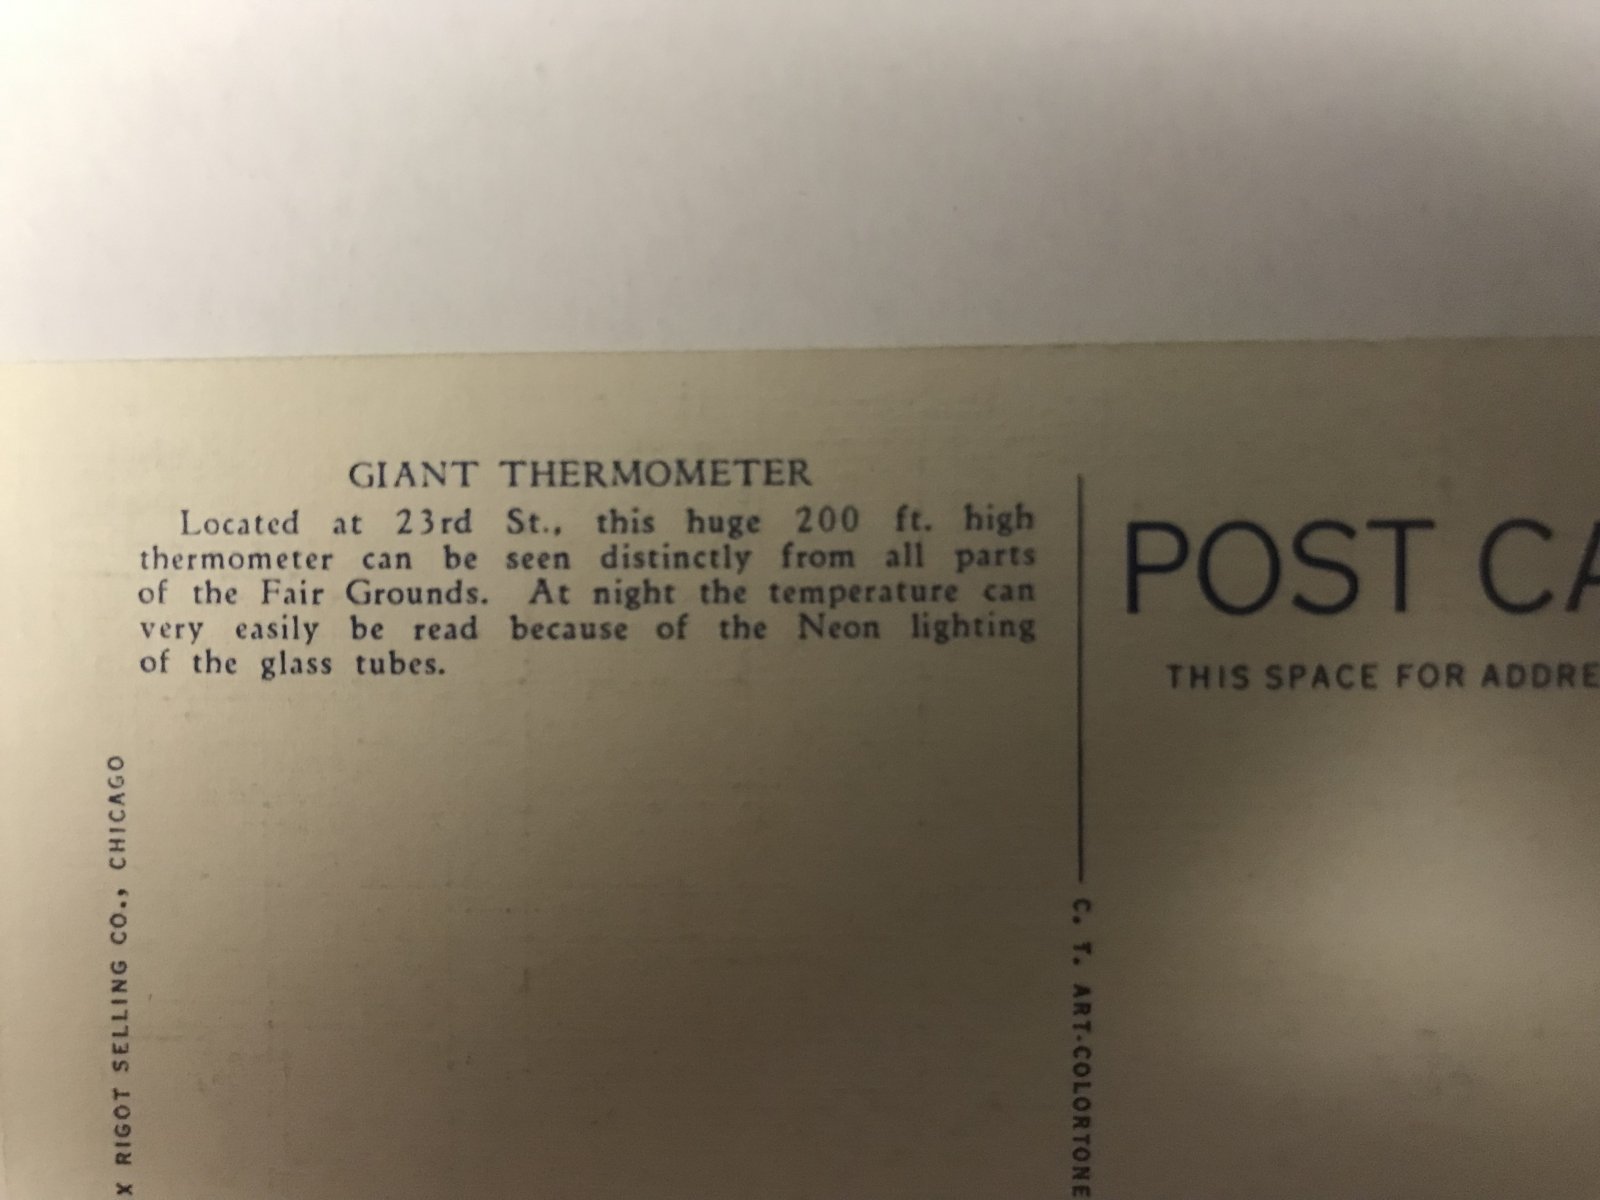 GIANT THERMOMETER
Located at 23rd St., this huge 200 ft. high
thermometer can be seen distinctly from all parts
of the Fair Grounds. At night the temperature can
very easily be read because of the Neon lighting
of the glass tubes.
X RIGOT SELLING CO., CHICAGO
POST CA
THIS SPACE FOR ADDRE
C. T. ART-COLORTONE